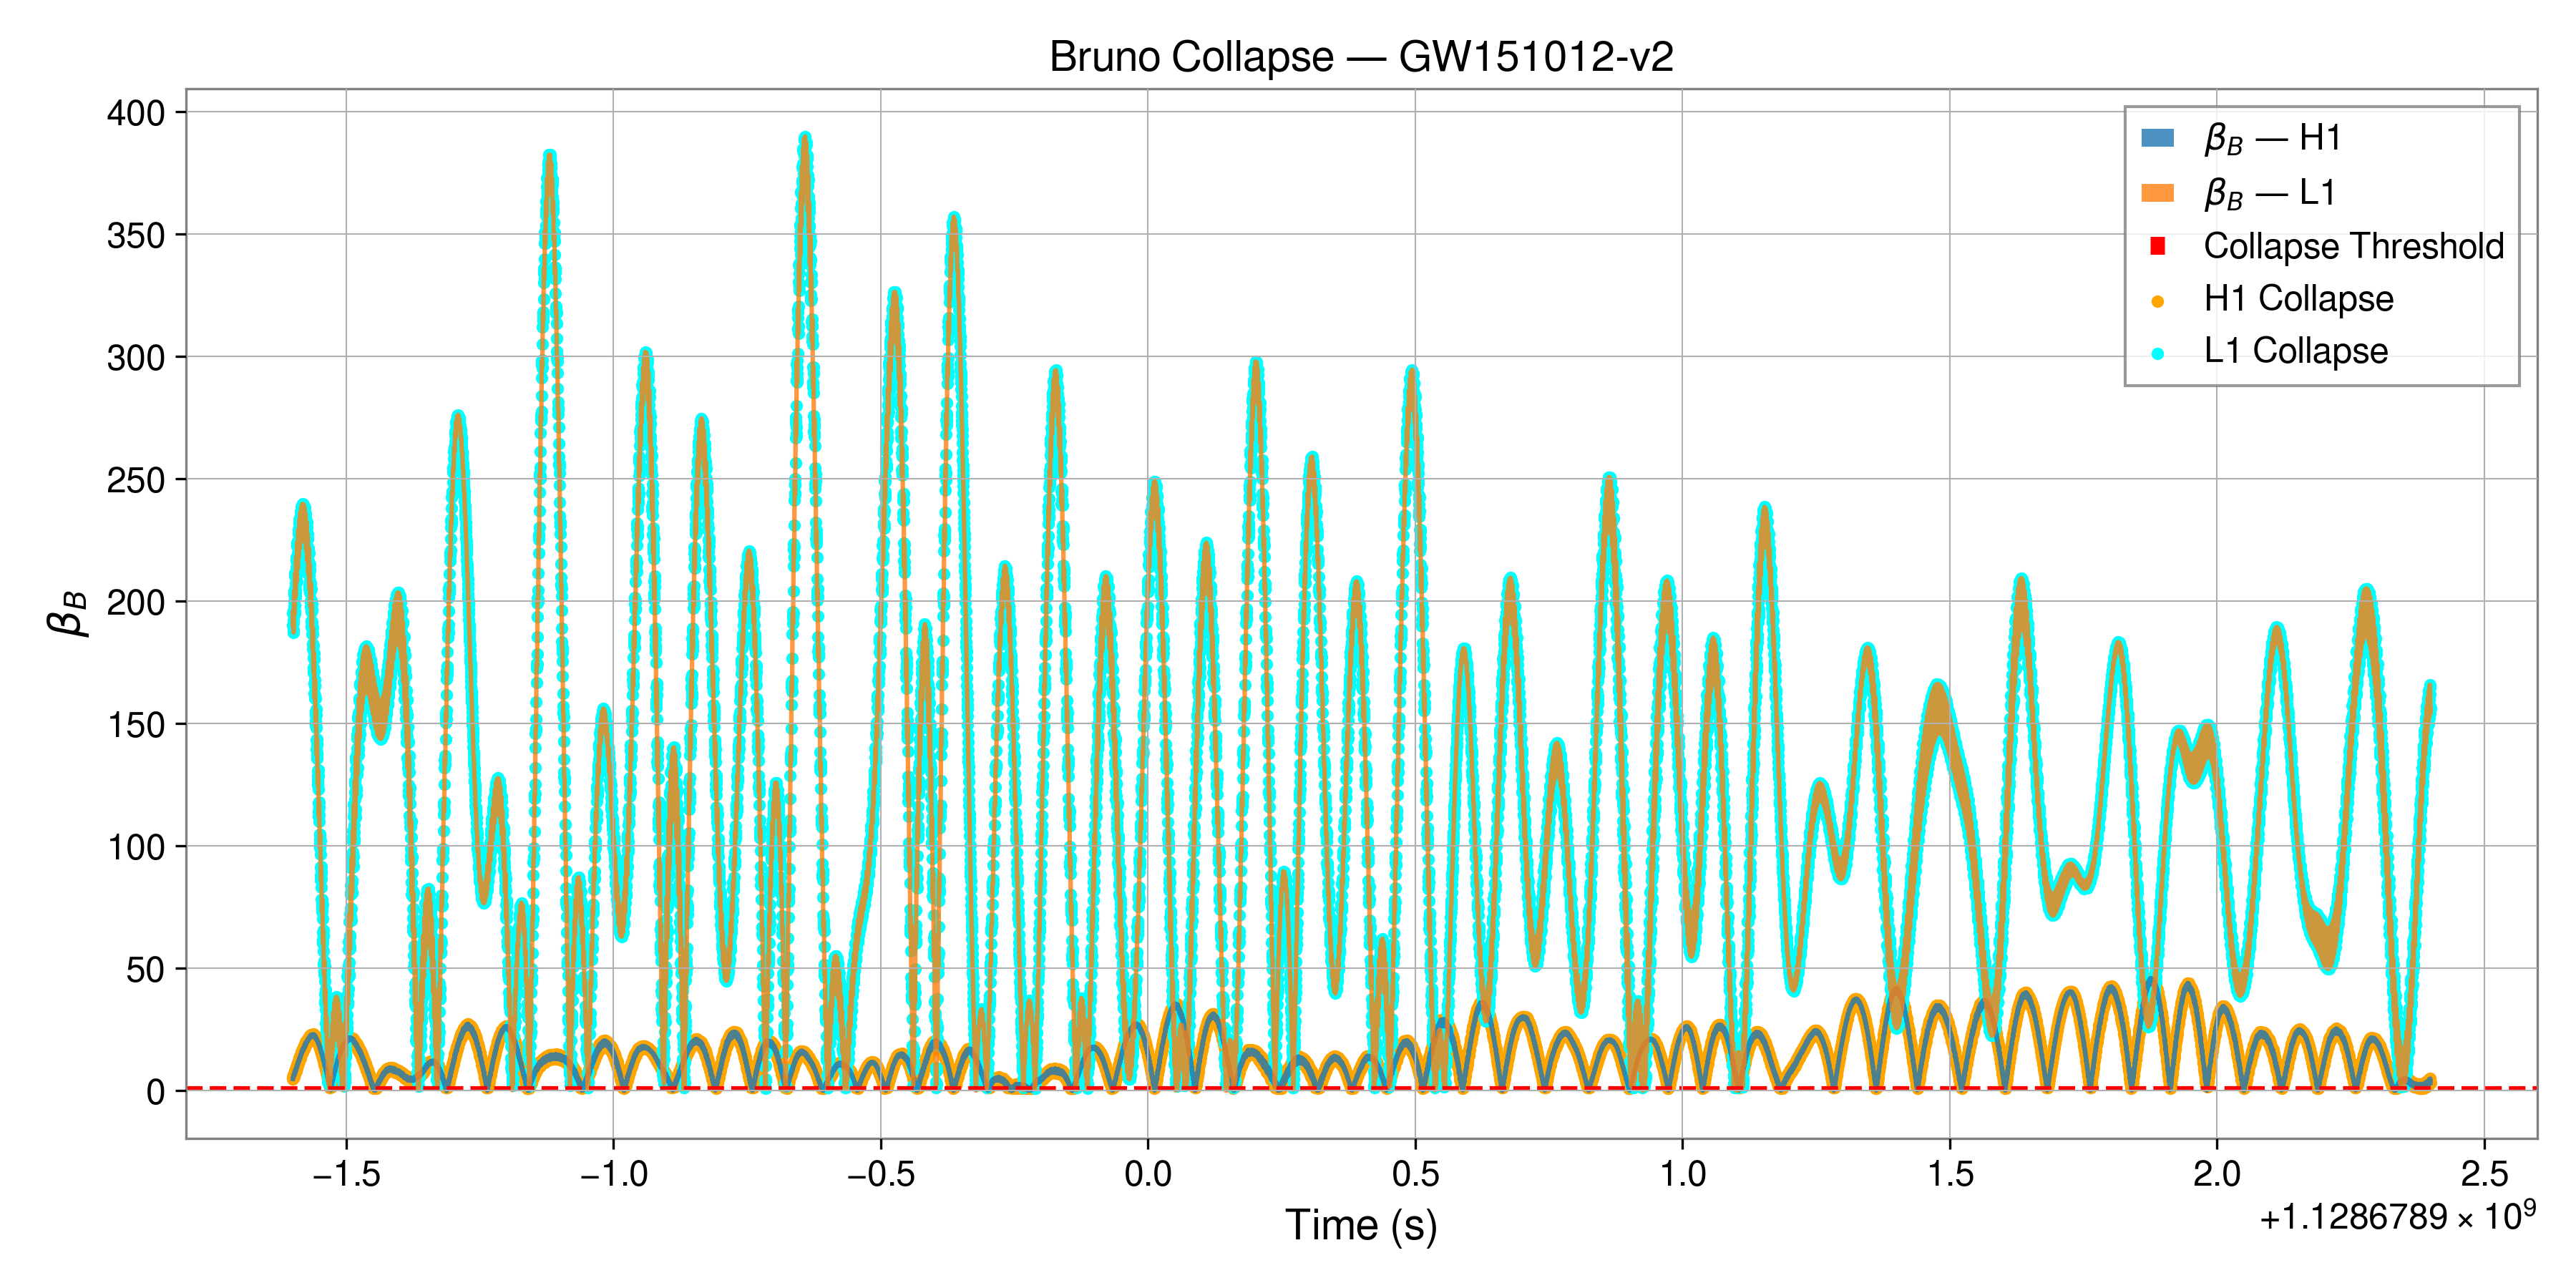 Bruno Collapse — GW151012-v2
400
350
300
250
200
150
100
50
0
β_B
β_B — H1
β_B — L1
Collapse Threshold
H1 Collapse
L1 Collapse
−1.5 −1.0 −0.5 0.0 0.5 1.0 1.5 2.0 2.5
Time (s)
+1.1286789 × 10⁹